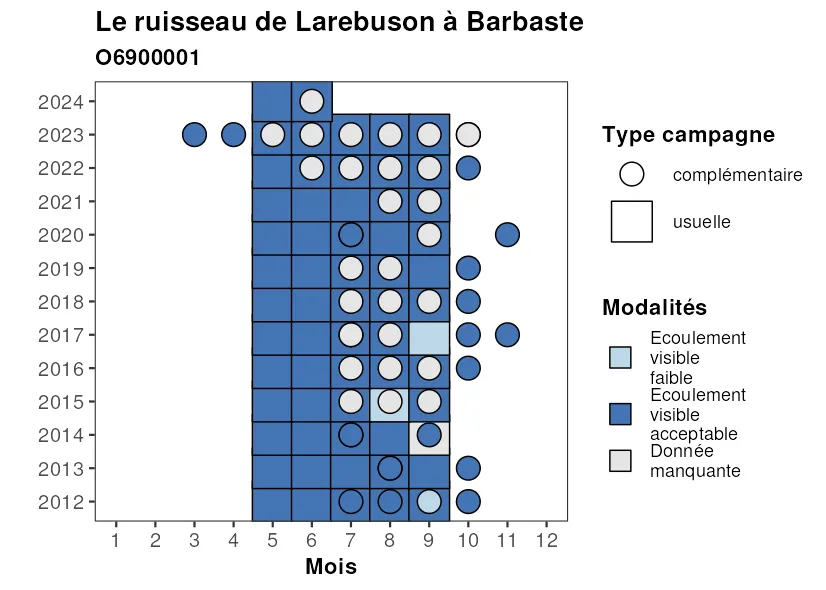 Le ruisseau de Larebuson à Barbaste
O6900001
2024
2023
2022
2021
2020
2019
2018
2017
2016
2015
2014
2013
2012
1 2 3 4 5 6 7 8 9 10 11 12
Mois
Type campagne
complémentaire
usuelle
Modalités
Ecoulement
visible
faible
Ecoulement
visible
acceptable
Donnée
manquante